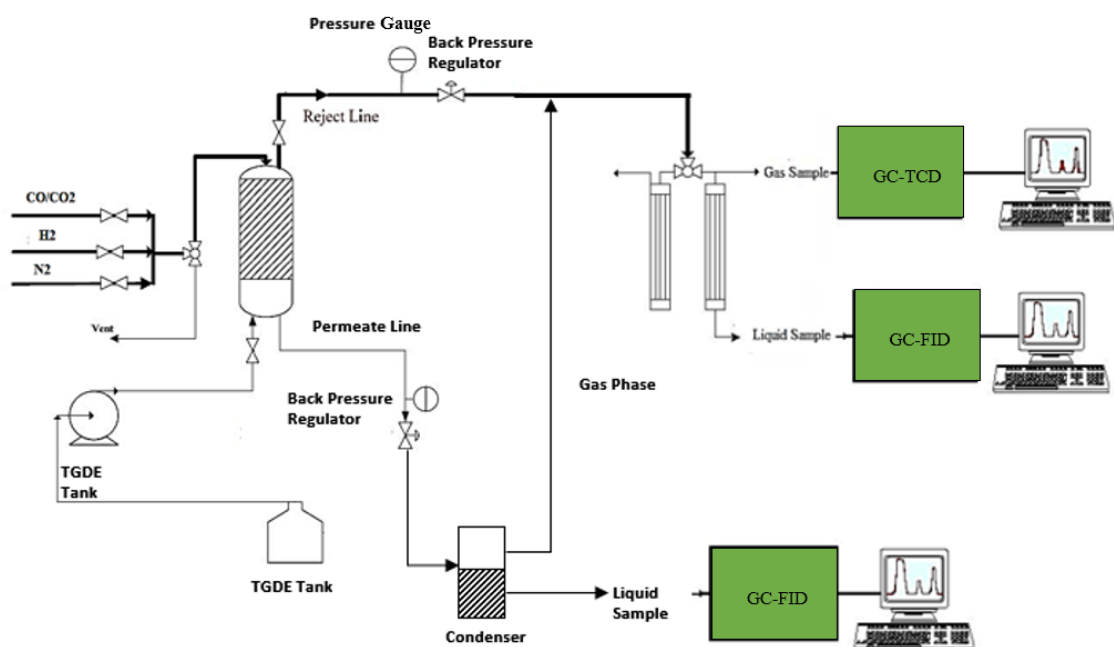 Pressure Gauge
Back Pressure
Regulator
Reject Line
CO/CO2
H2
N2
Vent
Gas Sample
GC-TCD
Permeate Line
Liquid Sample
GC-FID
Gas Phase
Back Pressure
Regulator
TGDE
Tank
TGDE Tank
Condenser
Liquid
Sample
GC-FID